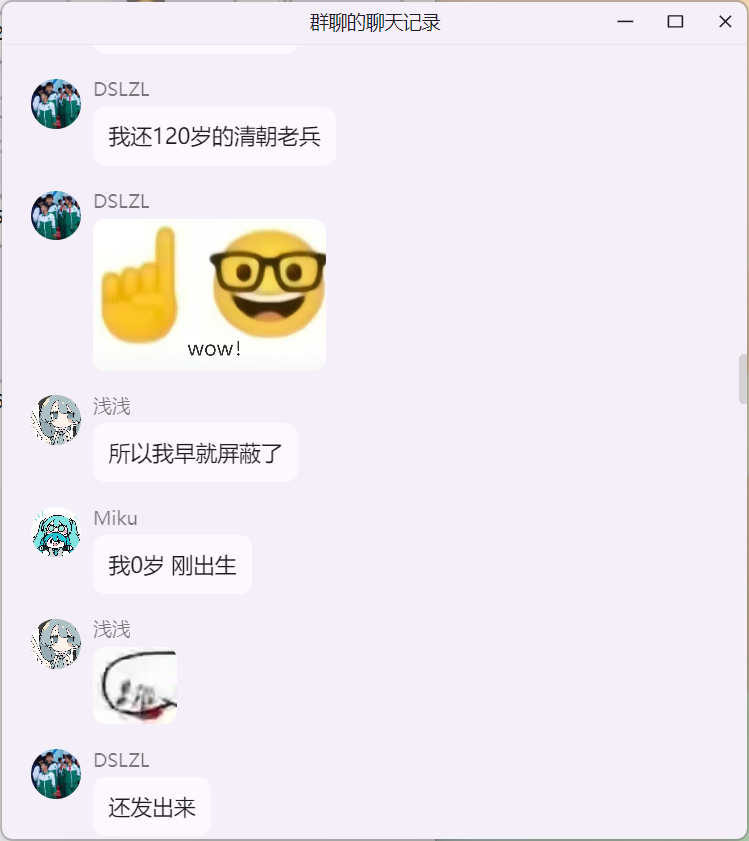 群聊的聊天记录
DSLZL
我还120岁的清朝老兵
DSLZL
wow!
浅浅
所以我早就屏蔽了
Miku
我0岁 刚出生
浅浅
DSLZL
还发出来